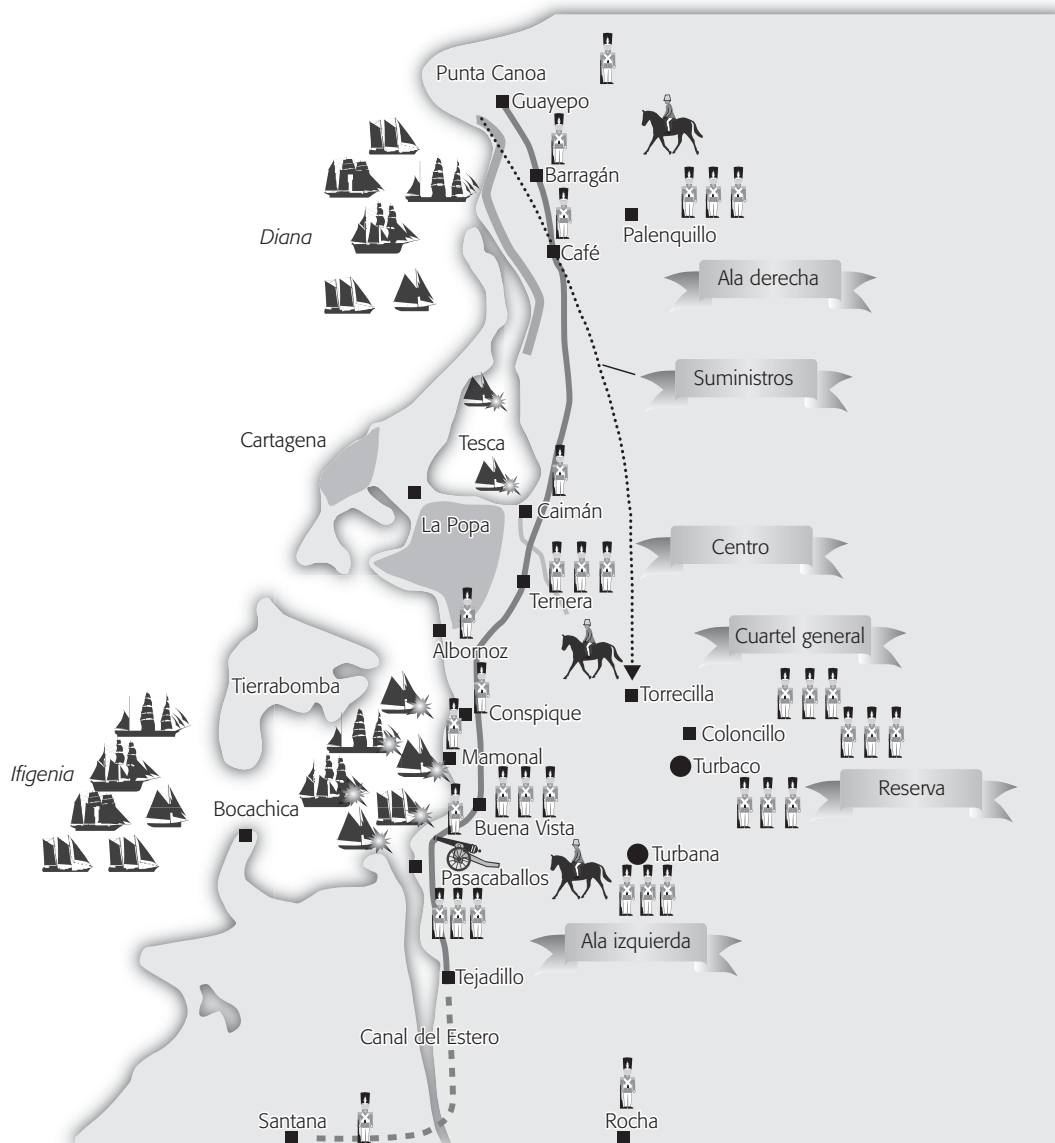 Punta Canoa
Guayepo
Barragán
Palenquillo
Diana
Café
Ala derecha
Suministros
Cartagena
Tesca
Caimán
La Popa
Centro
Ternera
Cuartel general
Albornoz
Tierrabomba
Torrecilla
Conspique
Coloncillo
Mamonal
Turbaco
Ifigenia
Reserva
Bocachica
Buena Vista
Turbana
Pasacaballos
Ala izquierda
Tejadillo
Canal del Estero
Santana
Rocha